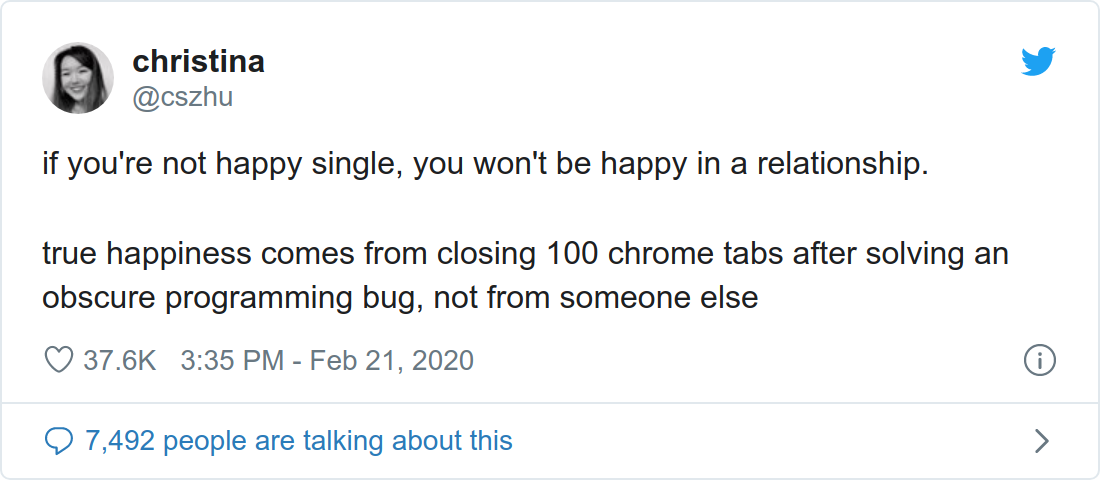 christina
@cszhu
if you're not happy single, you won't be happy in a relationship.
true happiness comes from closing 100 chrome tabs after solving an
obscure programming bug, not from someone else
37.6K 3:35 PM - Feb 21, 2020
7,492 people are talking about this